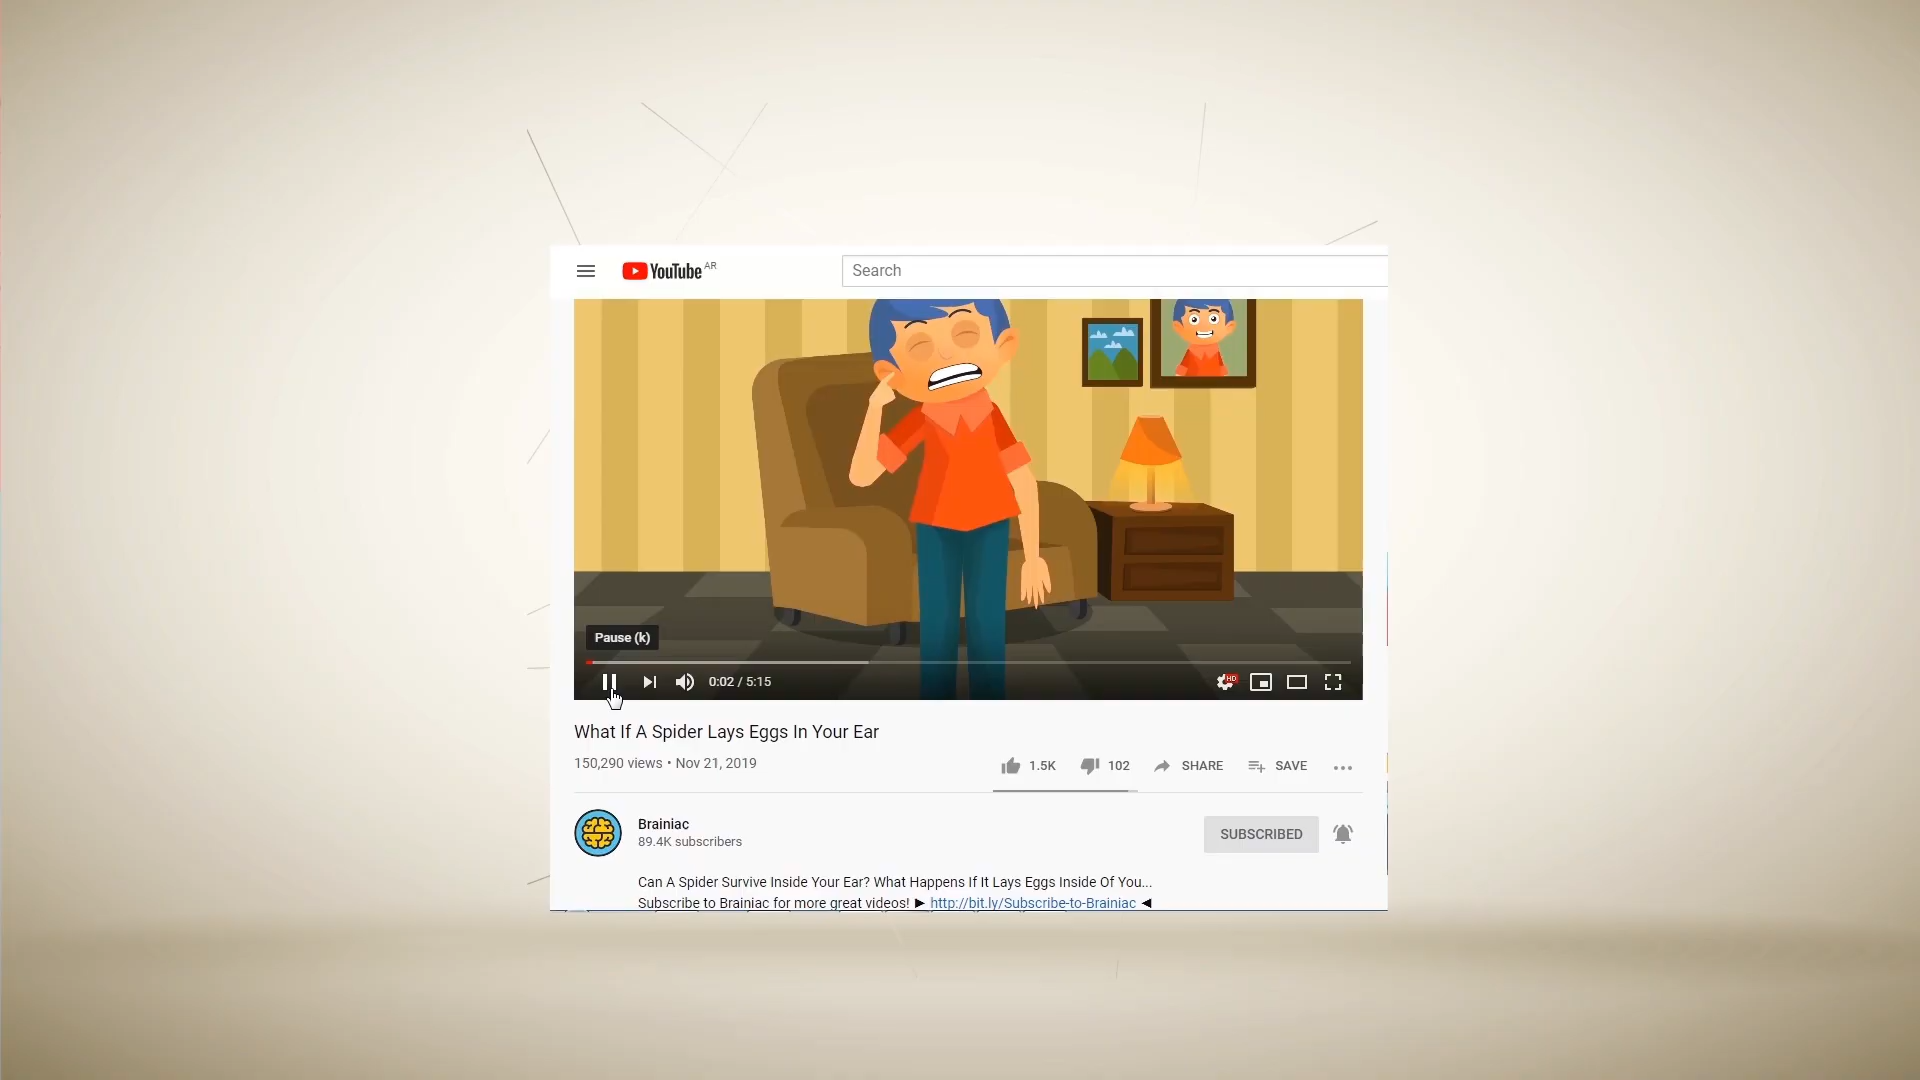 YouTube AR
Search
Pause (k)
0:02 / 5:15
HD
What If A Spider Lays Eggs In Your Ear
150,290 views • Nov 21, 2019
1.5K
102
SHARE
SAVE
Brainiac
89.4K subscribers
SUBSCRIBED
Can A Spider Survive Inside Your Ear? What Happens If It Lays Eggs Inside Of You...
Subscribe to Brainiac for more great videos! ► http://bit.ly/Subscribe-to-Brainiac ◄